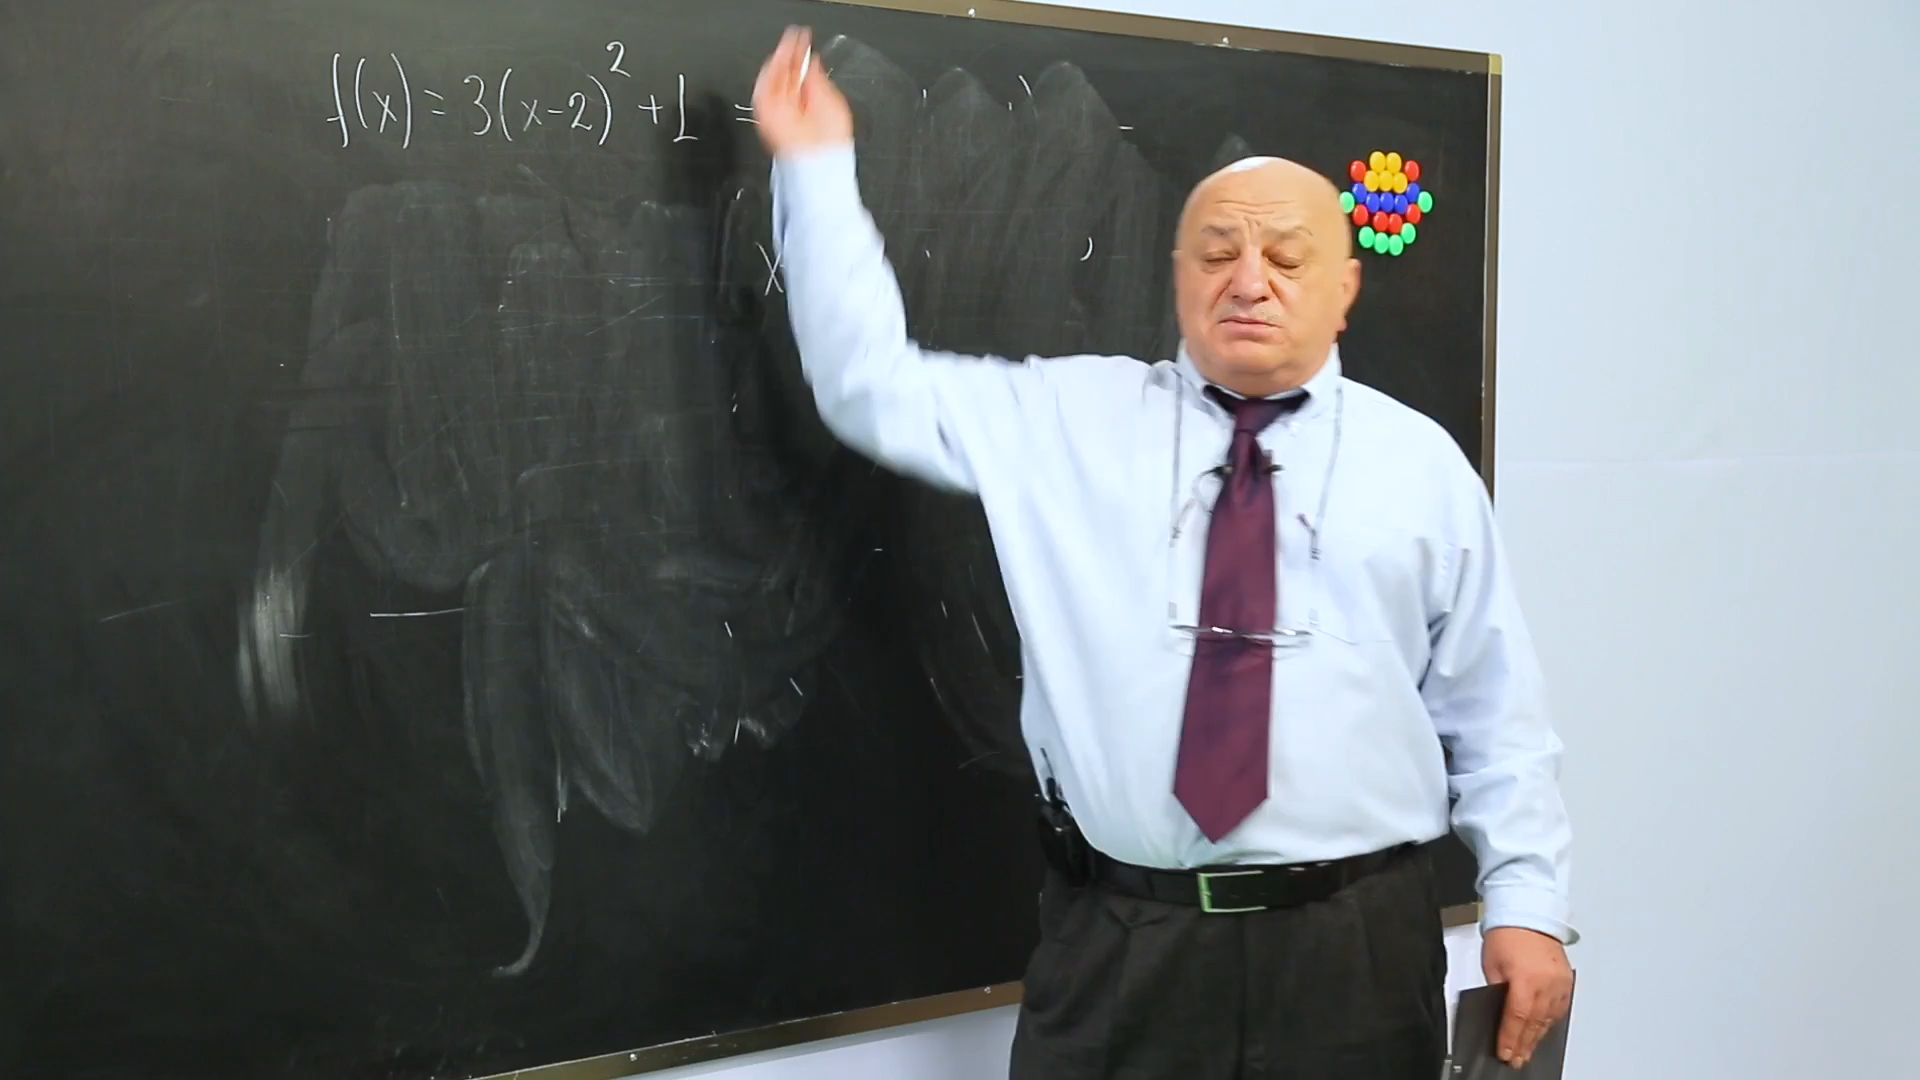 f(x) = 3(x-2)² + 1 =
x